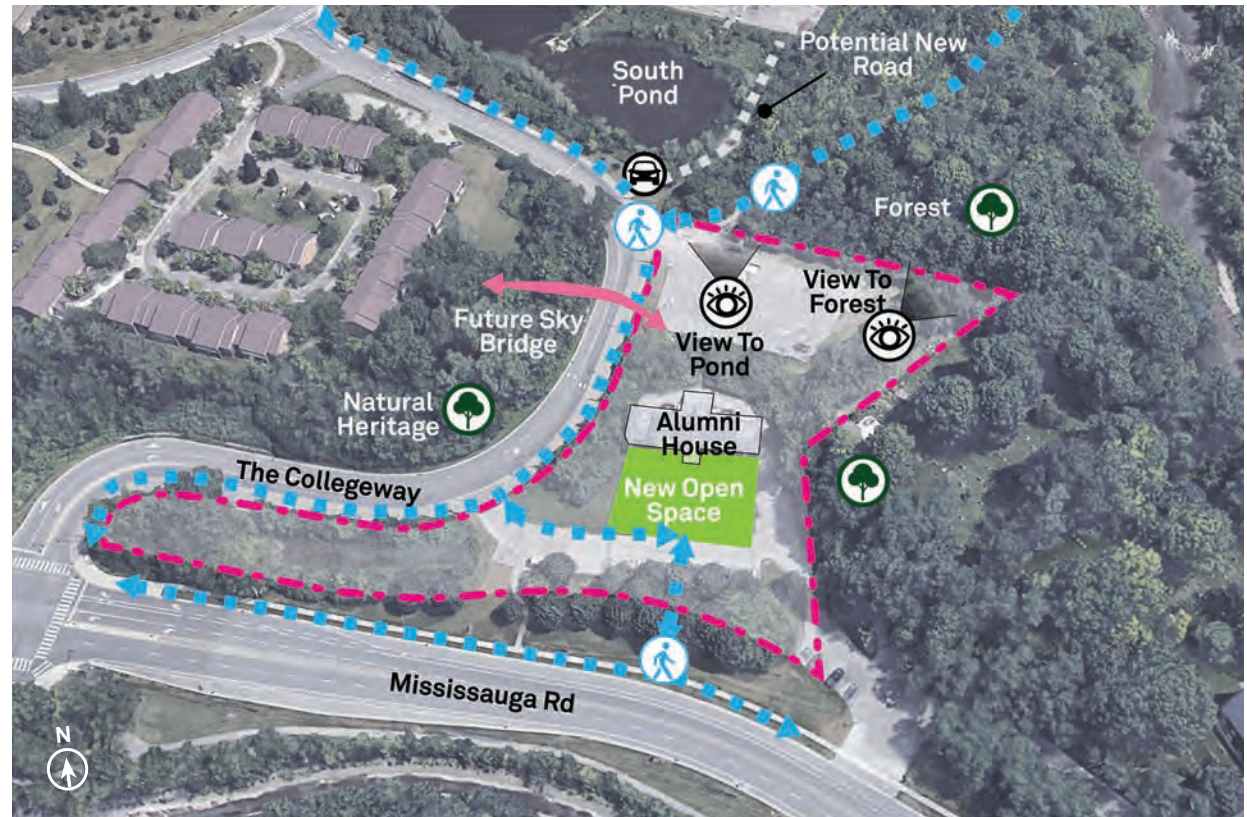 South
Pond
Potential New
Road
Forest
View To
Forest
Future Sky
Bridge
View To
Pond
Natural
Heritage
Alumni
House
The Collegeway
New Open
Space
Mississauga Rd
N